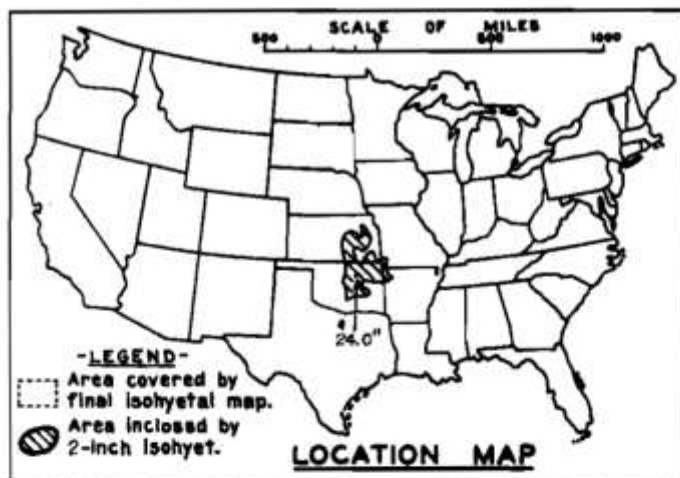 SCALE OF MILES
500 0 500 1000
24.0"
-LEGEND-
Area covered by
final isohyetal map.
Area inclosed by
2-inch isohyet.
LOCATION MAP